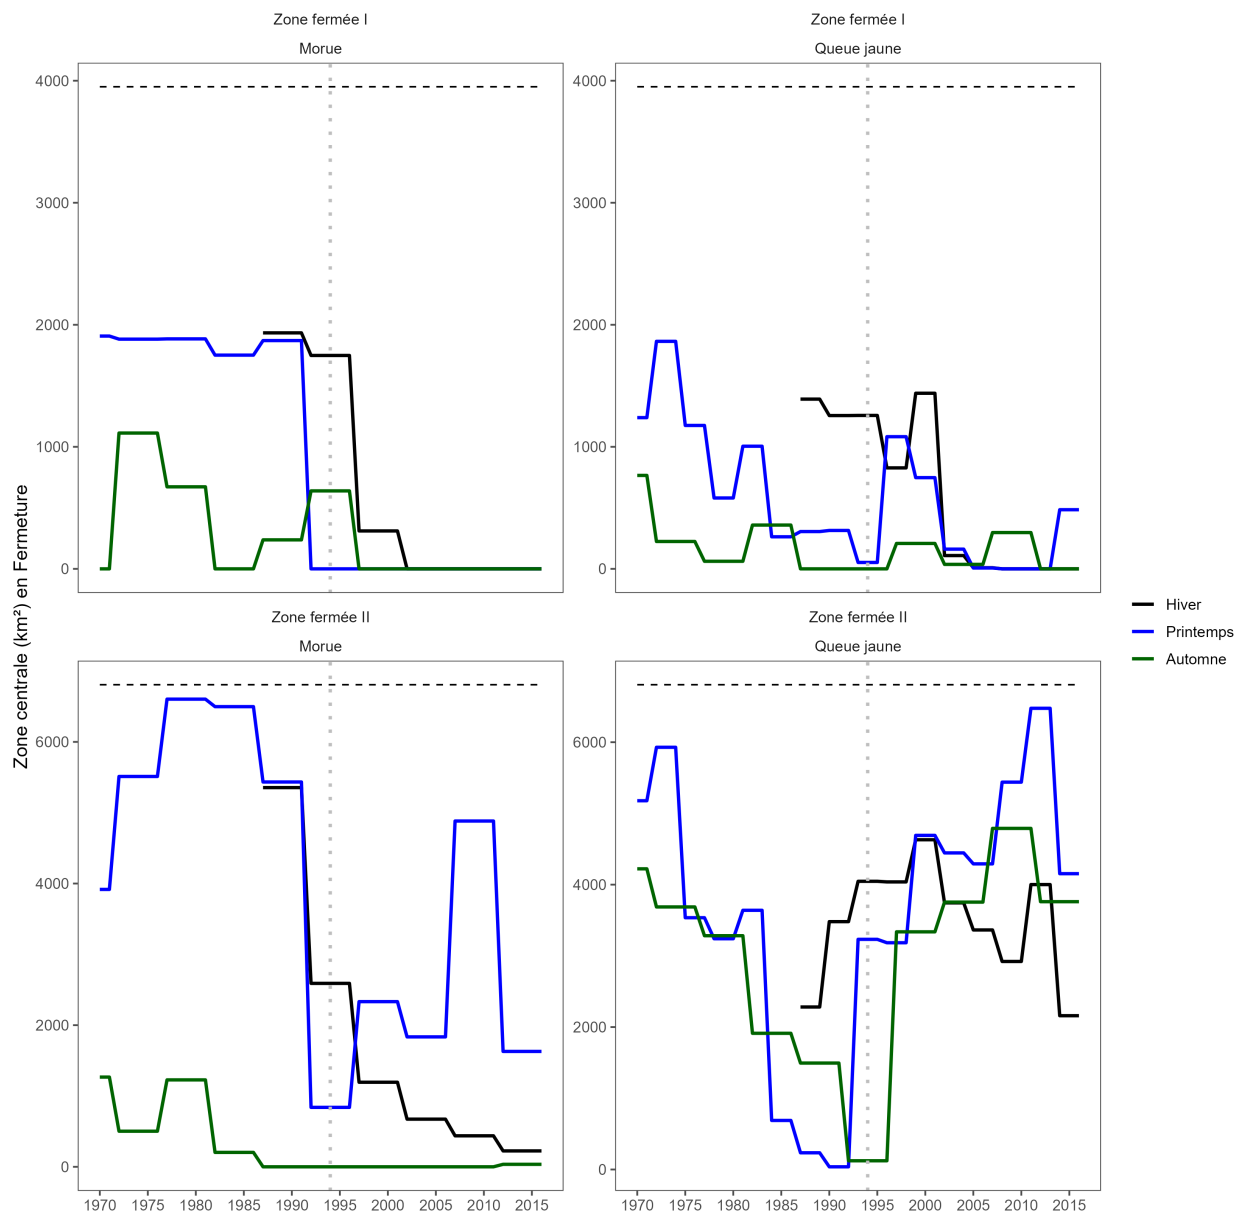 Zone fermée I
Morue
Zone fermée I
Queue jaune
4000
3000
2000
1000
0
4000
3000
2000
1000
0
Zone centrale (km²) en Fermeture
Zone fermée II
Morue
Zone fermée II
Queue jaune
6000
4000
2000
0
6000
4000
2000
0
1970 1975 1980 1985 1990 1995 2000 2005 2010 2015
1970 1975 1980 1985 1990 1995 2000 2005 2010 2015
Hiver
Printemps
Automne